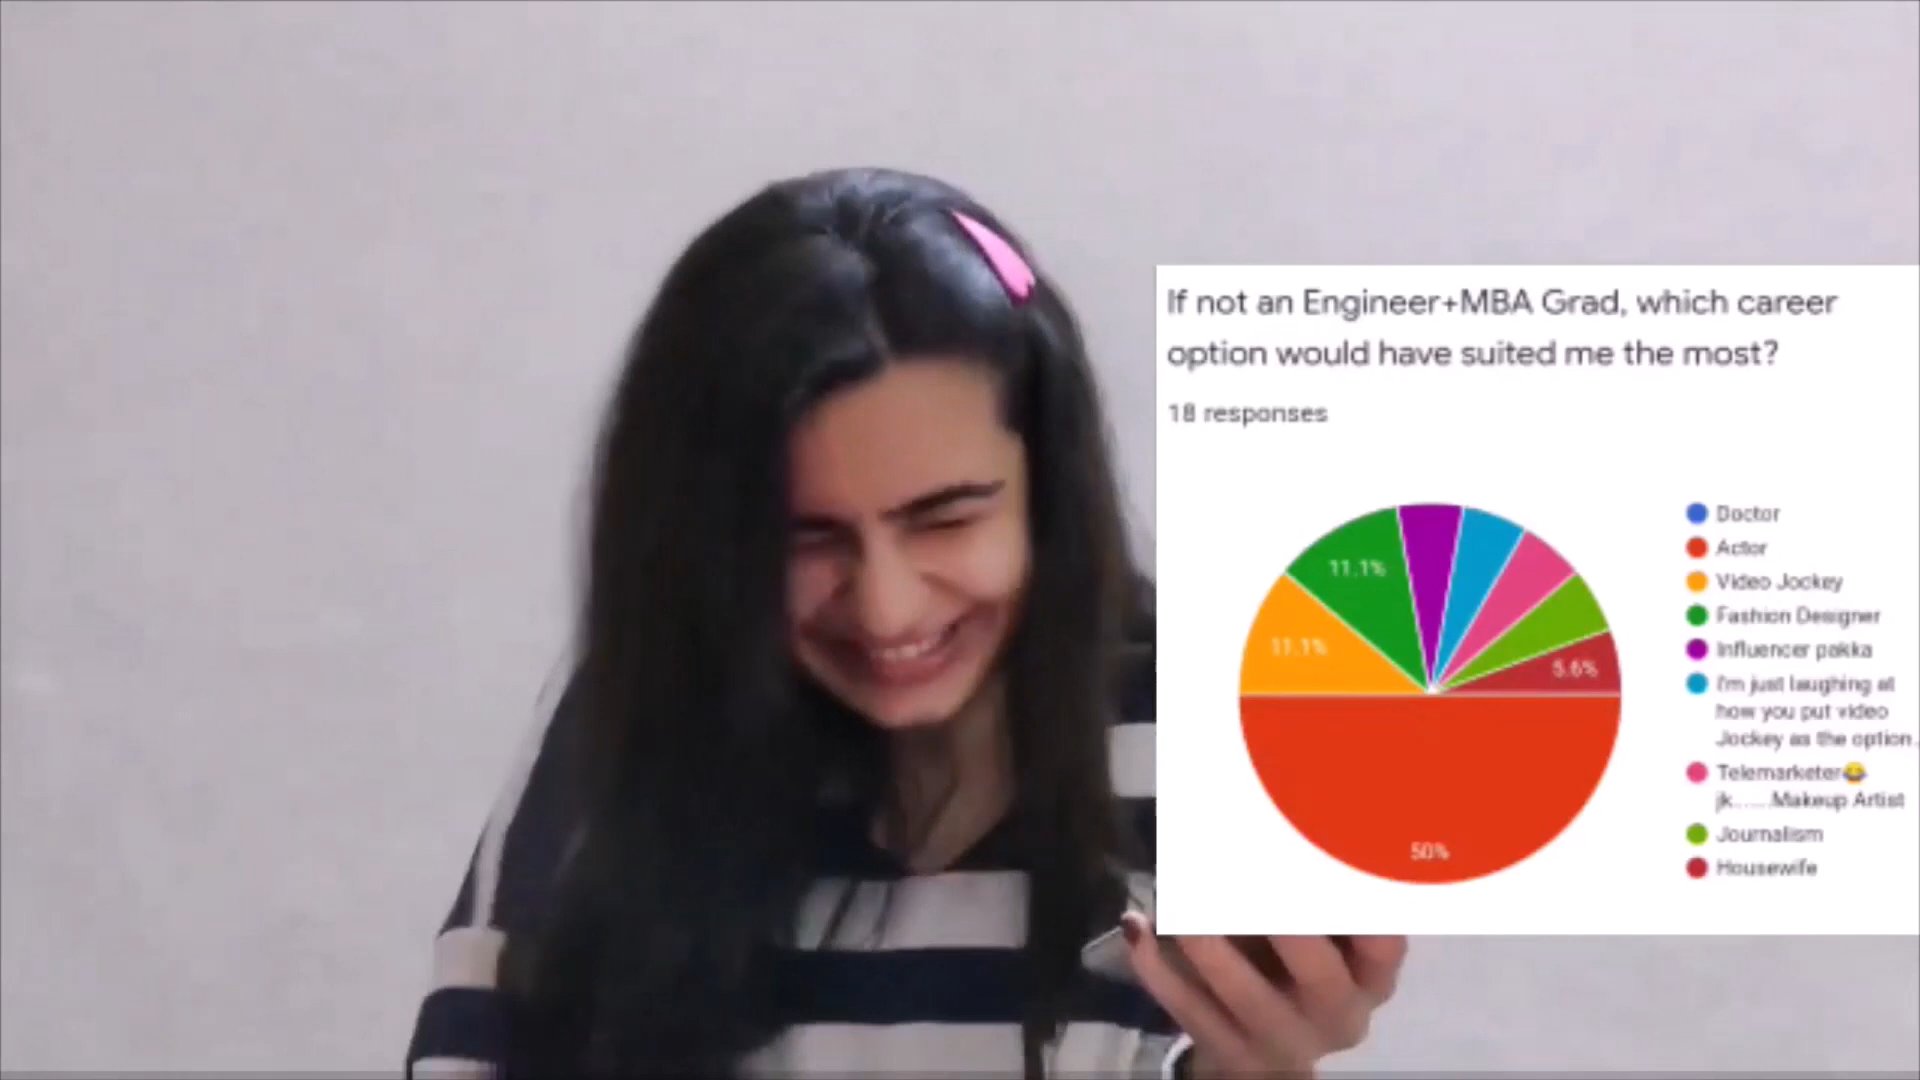 If not an Engineer+MBA Grad, which career
option would have suited me the most?
18 responses
11.1%
11.1%
5.6%
50%
Doctor
Actor
Video Jockey
Fashion Designer
Influencer pakka
I'm just laughing at
how you put video
Jockey as the option.
Telemarketer😂
jk......Makeup Artist
Journalism
Housewife